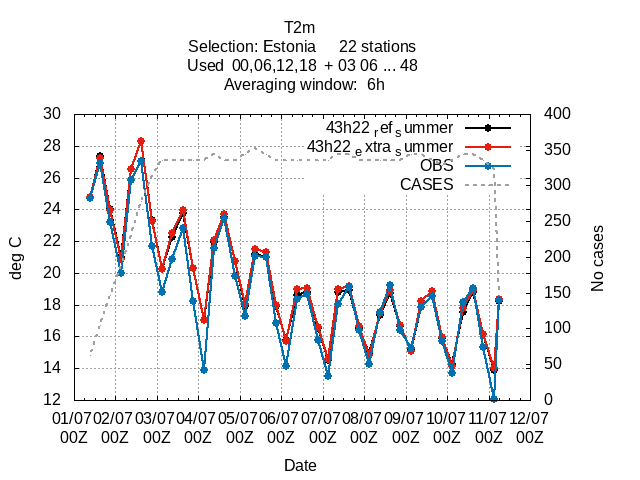 T2m
Selection: Estonia 22 stations
Used 00,06,12,18 + 03 06 ... 48
Averaging window: 6h
30 400
43h22 refsummer
28 350
43h22 extrasummer
OBS
26 300
CASES
24 250
22
20 200
deg C No cases
18 150
16 100
14 50
12 0
01/07 02/07 03/07 04/07 05/07 06/07 07/07 08/07 09/07 10/07 11/07 12/07
00Z 00Z 00Z 00Z 00Z 00Z 00Z 00Z 00Z 00Z 00Z 00Z
Date